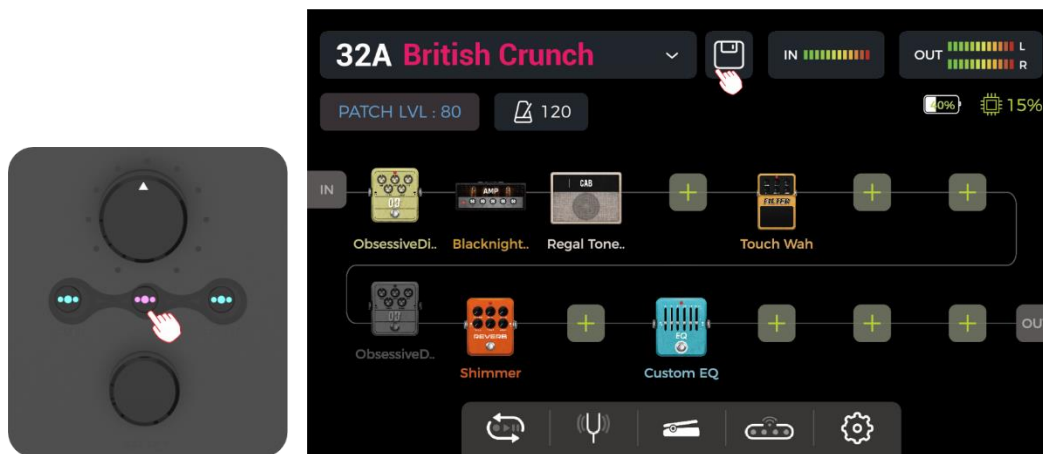 32A British Crunch
IN
OUT
L
R
PATCH LVL : 80
120
40%
15%
IN
AMP
CAB
FILTER
ObsessiveDi..
Blacknight..
Regal Tone..
Touch Wah
REVERB
EQ
OU
ObsessiveD..
Shimmer
Custom EQ